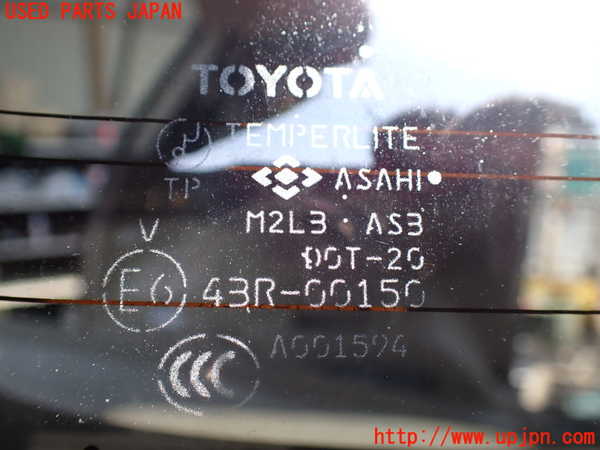 USED PARTS JAPAN
TOYOTA
TEMPERLITE
TP
ASAHI
M2L3 · AS3
V
DOT-20
E6 43R-00150
CCC A001594
http://www.upjpn.com